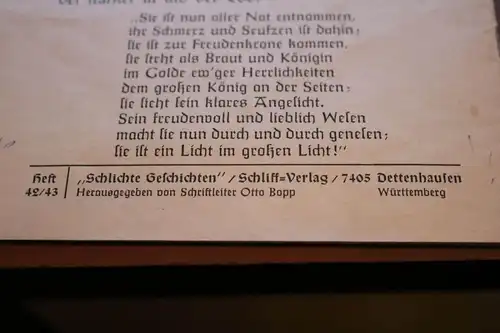 „Sie ist nun aller Not entnommen,
ihr Schmerz und Seufzen ist dahin;
sie ist zur Freudenkrone kommen,
sie steht als Braut und Königin
im Golde ew'ger Herrlichkeiten
dem großen König an der Seiten;
sie sieht sein klares Angesicht.
Sein freudenvoll und lieblich Wesen
macht sie nun durch und durch genesen;
sie ist ein Licht im großen Licht!"
Heft
42/43
„Schlichte Geschichten" / Schliff=Verlag / 7405 Dettenhausen
Herausgegeben von Schriftleiter Otto Bopp Württemberg